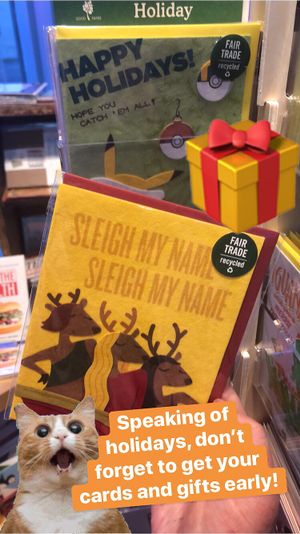 Holiday
HAPPY
HOLIDAYS!
HOPE YOU
CATCH 'EM ALL!
FAIR
TRADE
recycled
SLEIGH MY NAME
SLEIGH MY NAME
FAIR
TRADE
recycled
Speaking of
holidays, don't
forget to get your
cards and gifts early!